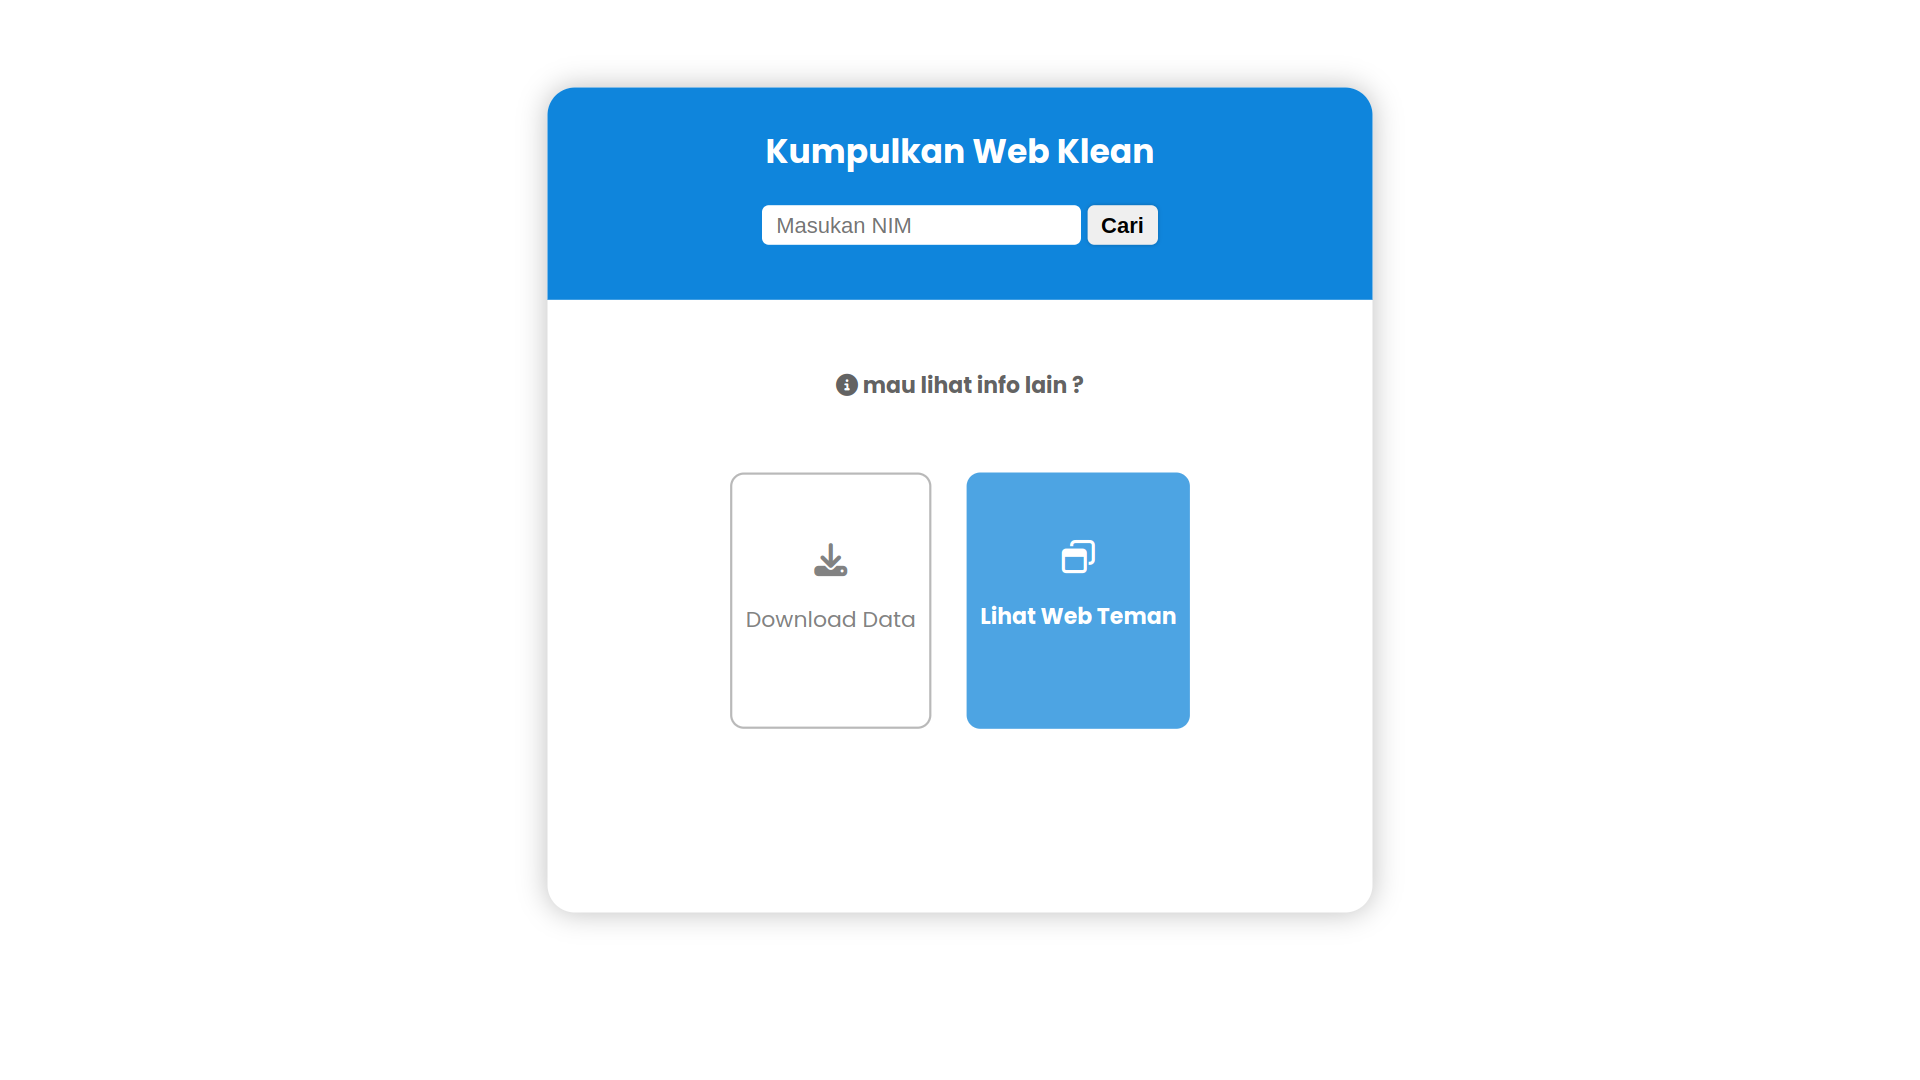 Kumpulkan Web Klean
Masukan NIM
Cari
mau lihat info lain ?
Download Data
Lihat Web Teman